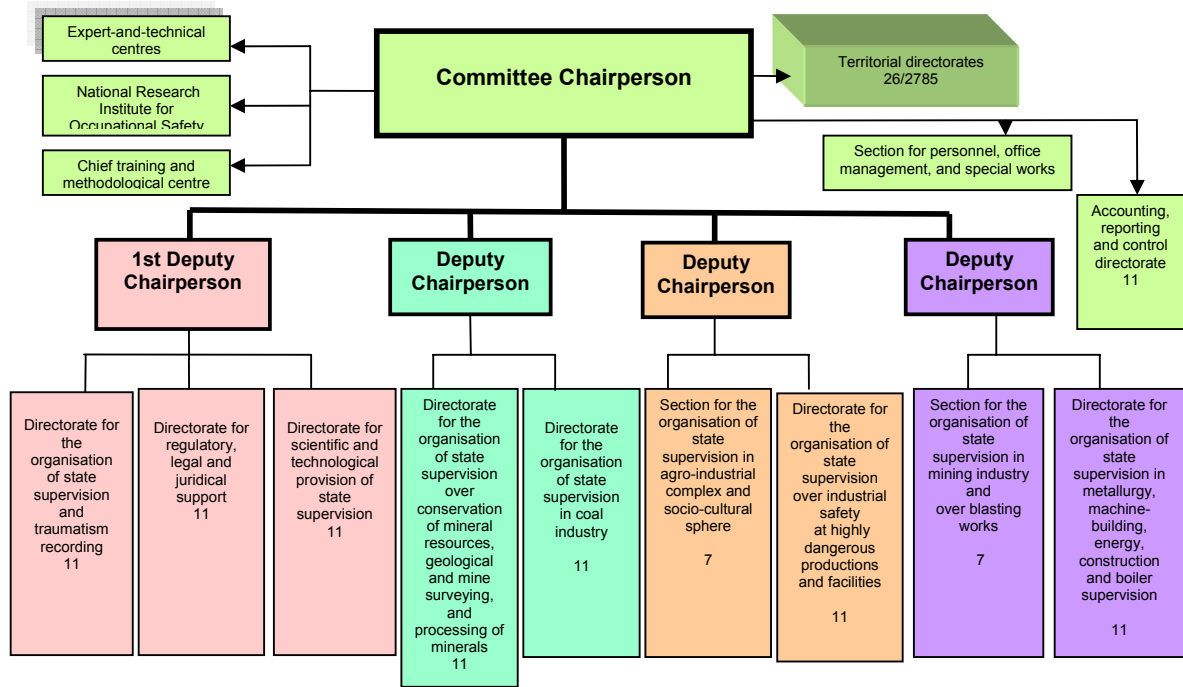 Expert-and-technical
centres
National Research
Institute for
Occupational Safety
Chief training and
methodological centre
Committee Chairperson
Territorial directorates
26/2785
Section for personnel, office
management, and special works
Accounting,
reporting
and control
directorate
11
1st Deputy
Chairperson
Deputy
Chairperson
Deputy
Chairperson
Deputy
Chairperson
Directorate for
the
organisation
of state
supervision
and
traumatism
recording
11
Directorate for
regulatory,
legal and
juridical
support
11
Directorate for
scientific and
technological
provision of
state
supervision
11
Directorate
for the
organisation
of state
supervision
over
conservation
of mineral
resources,
geological
and mine
surveying,
and
processing of
minerals
11
Directorate
for the
organisation
of state
supervision
in coal
industry
11
Section for the
organisation of
state
supervision in
agro-industrial
complex and
socio-cultural
sphere
7
Directorate for
the
organisation of
state
supervision
over industrial
safety
at highly
dangerous
productions
and facilities
11
Section for the
organisation of
state
supervision in
mining industry
and
over blasting
works
7
Directorate for
the
organisation of
state
supervision in
metallurgy,
machine-
building,
energy,
construction
and boiler
supervision
11